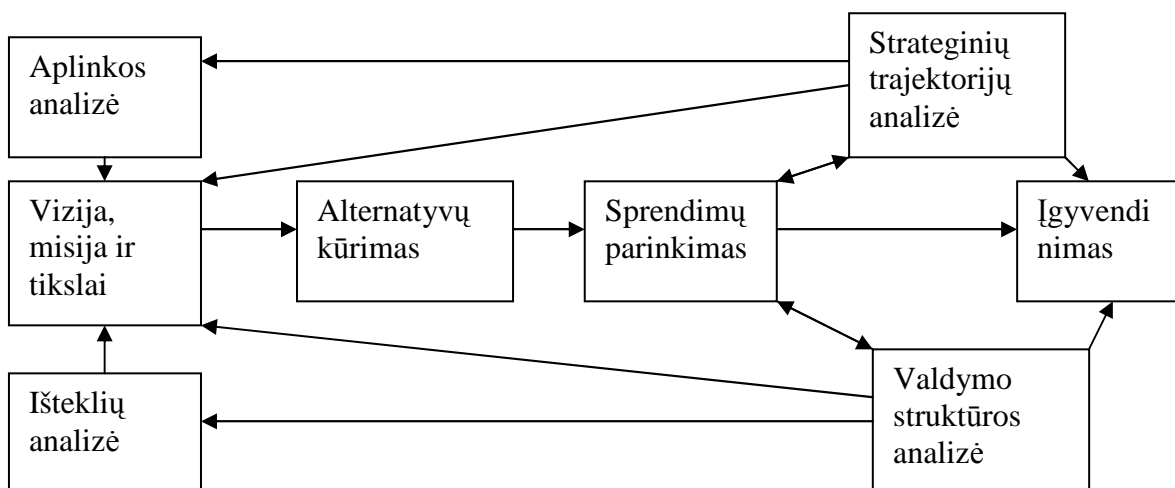 Aplinkos
analizė
Strateginių
trajektorijų
analizė
Vizija,
misija ir
tikslai
Alternatyvų
kūrimas
Sprendimų
parinkimas
Įgyvendi
nimas
Išteklių
analizė
Valdymo
struktūros
analizė